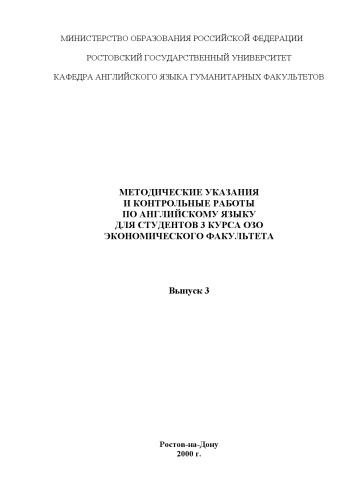 МИНИСТЕРСТВО ОБРАЗОВАНИЯ РОССИЙСКОЙ ФЕДЕРАЦИИ
РОСТОВСКИЙ ГОСУДАРСТВЕННЫЙ УНИВЕРСИТЕТ
КАФЕДРА АНГЛИЙСКОГО ЯЗЫКА ГУМАНИТАРНЫХ ФАКУЛЬТЕТОВ
МЕТОДИЧЕСКИЕ УКАЗАНИЯ
И КОНТРОЛЬНЫЕ РАБОТЫ
ПО АНГЛИЙСКОМУ ЯЗЫКУ
ДЛЯ СТУДЕНТОВ 3 КУРСА ОЗО
ЭКОНОМИЧЕСКОГО ФАКУЛЬТЕТА
Выпуск 3
Ростов-на-Дону
2000 г.